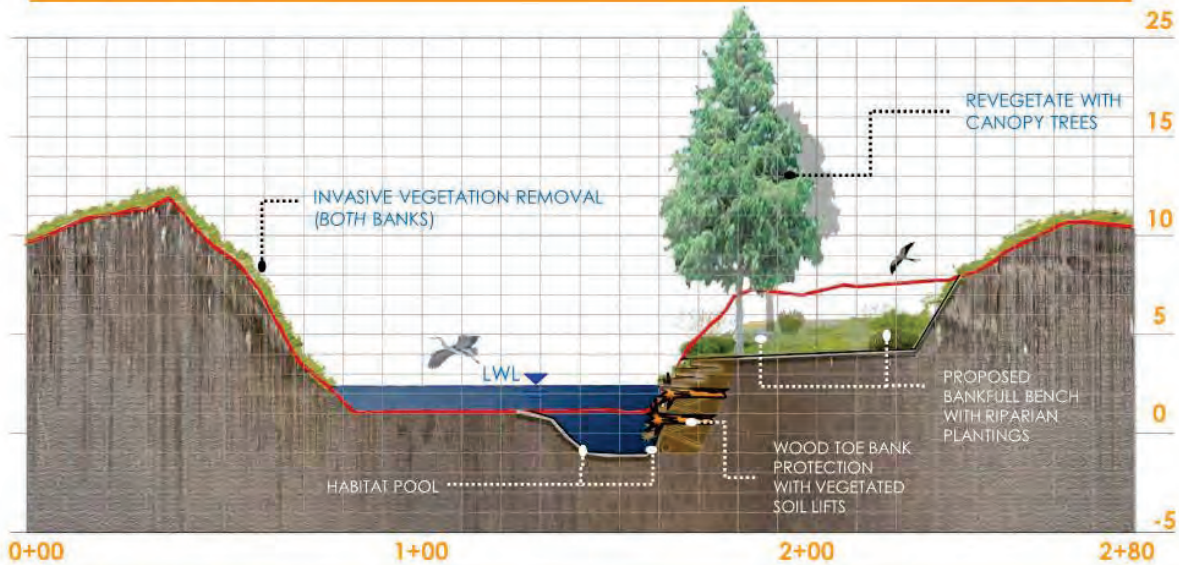 25
REVEGETATE WITH
CANOPY TREES
15
INVASIVE VEGETATION REMOVAL
(BOTH BANKS)
10
5
LWL
PROPOSED
BANKFULL BENCH
WITH RIPARIAN
PLANTINGS
0
WOOD TOE BANK
PROTECTION
WITH VEGETATED
SOIL LIFTS
HABITAT POOL
-5
0+00
1+00
2+00
2+80